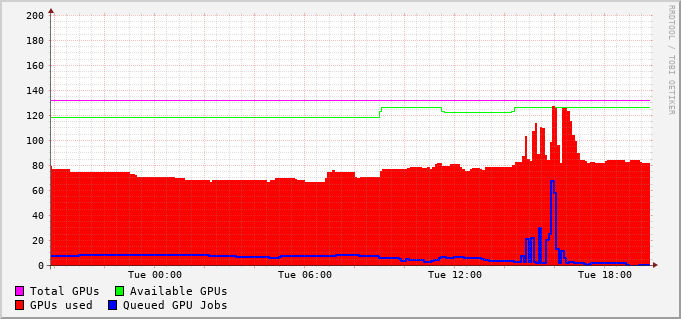 200
180
160
140
120
100
80
60
40
20
0
Tue 00:00 Tue 06:00 Tue 12:00 Tue 18:00
Total GPUs Available GPUs
GPUs used Queued GPU Jobs
RRDTOOL / TOBI OETIKER